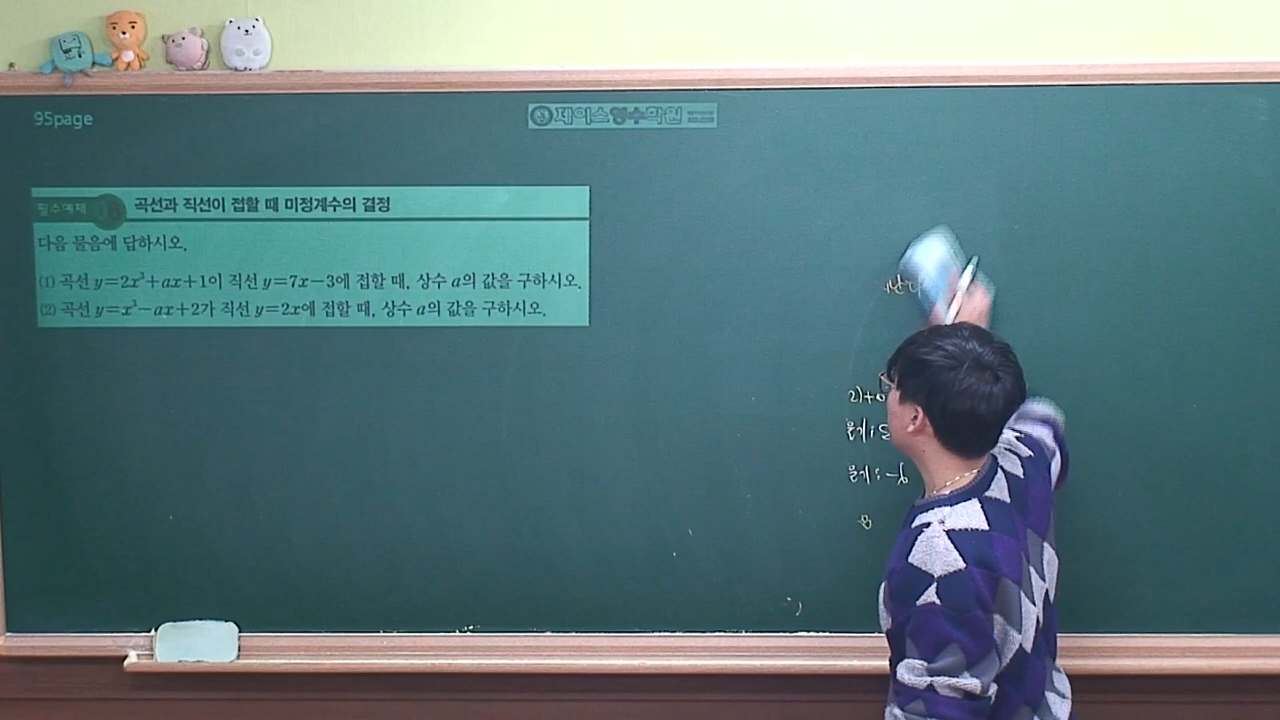 95page
제이스영수학원
필수예제 06 곡선과 직선이 접할 때 미정계수의 결정
다음 물음에 답하시오.
(1) 곡선 y=2x³+ax+1이 직선 y=7x-3에 접할 때, 상수 a의 값을 구하시오.
(2) 곡선 y=x³-ax+2가 직선 y=2x에 접할 때, 상수 a의 값을 구하시오.